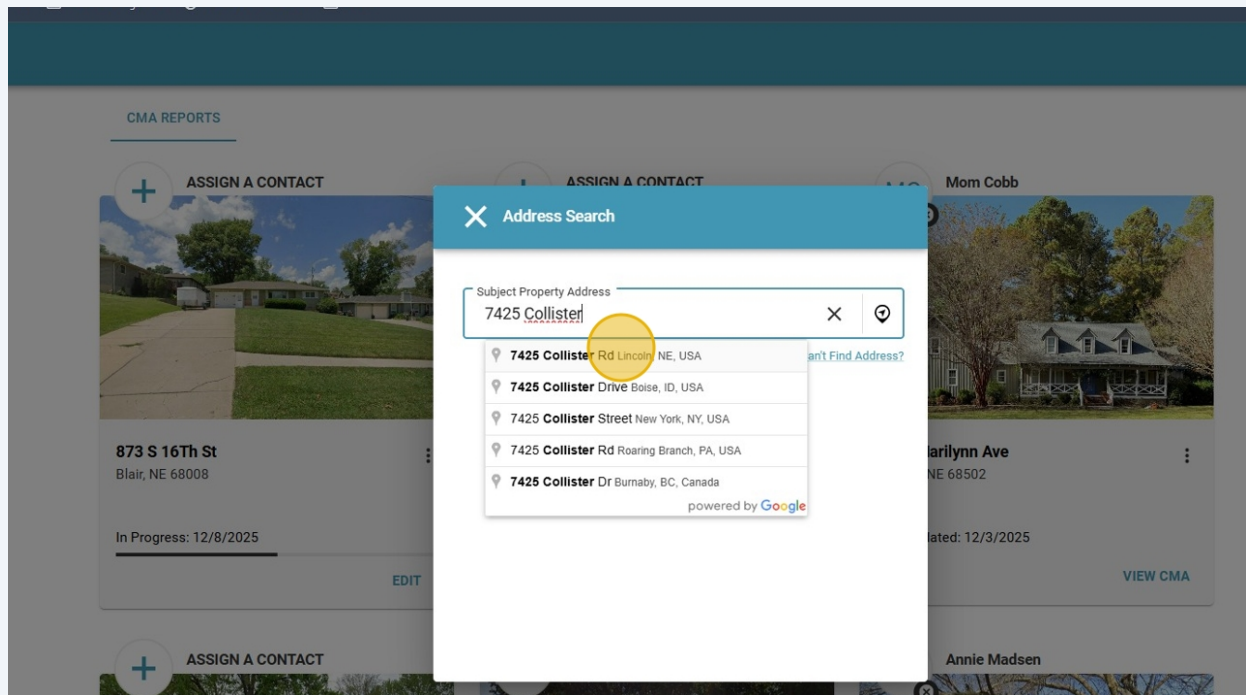 CMA REPORTS
ASSIGN A CONTACT
ASSIGN A CONTACT
Mom Cobb
Address Search
Subject Property Address
7425 Collister
7425 Collister Rd Lincoln, NE, USA
an't Find Address?
7425 Collister Drive Boise, ID, USA
7425 Collister Street New York, NY, USA
7425 Collister Rd Roaring Branch, PA, USA
7425 Collister Dr Burnaby, BC, Canada
powered by Google
873 S 16Th St
Blair, NE 68008
In Progress: 12/8/2025
EDIT
arilynn Ave
NE 68502
ated: 12/3/2025
VIEW CMA
ASSIGN A CONTACT
Annie Madsen